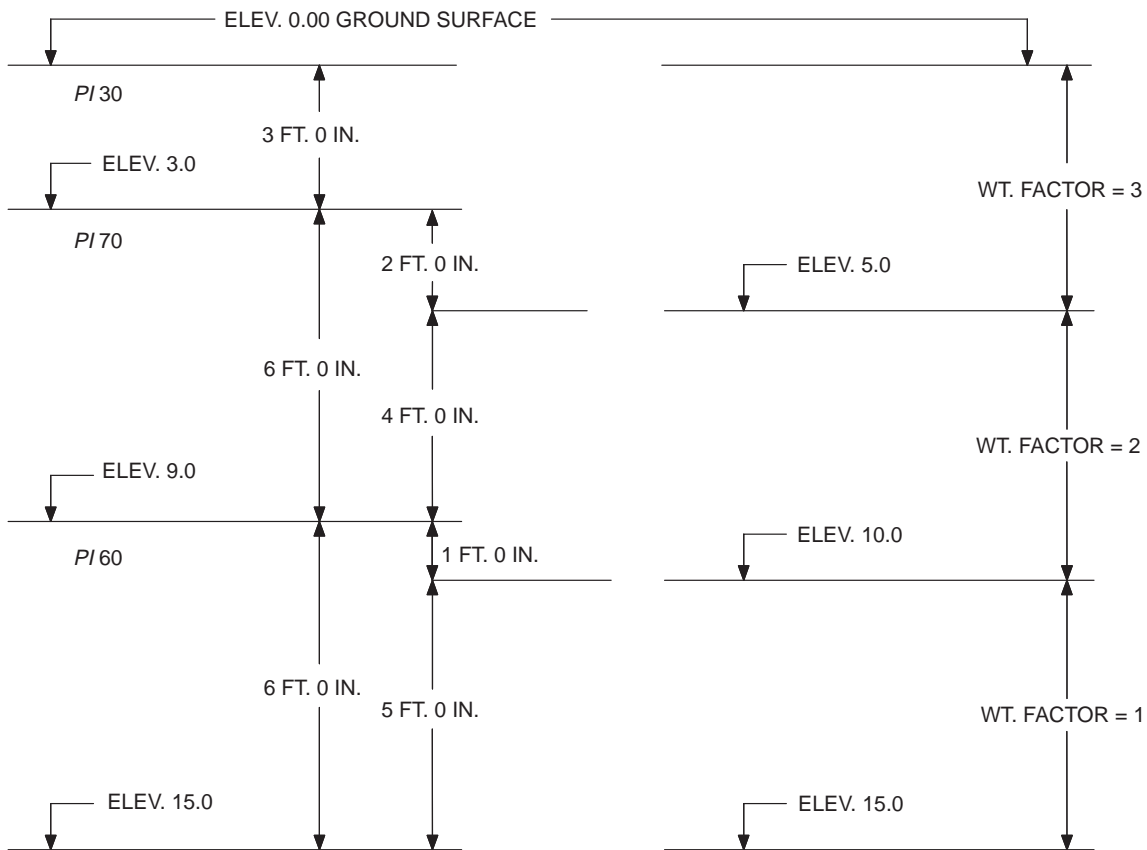 ELEV. 0.00 GROUND SURFACE
PI 30
3 FT. 0 IN.
ELEV. 3.0
WT. FACTOR = 3
PI 70
2 FT. 0 IN.
ELEV. 5.0
6 FT. 0 IN.
4 FT. 0 IN.
WT. FACTOR = 2
ELEV. 9.0
ELEV. 10.0
PI 60
1 FT. 0 IN.
6 FT. 0 IN.
5 FT. 0 IN.
WT. FACTOR = 1
ELEV. 15.0
ELEV. 15.0